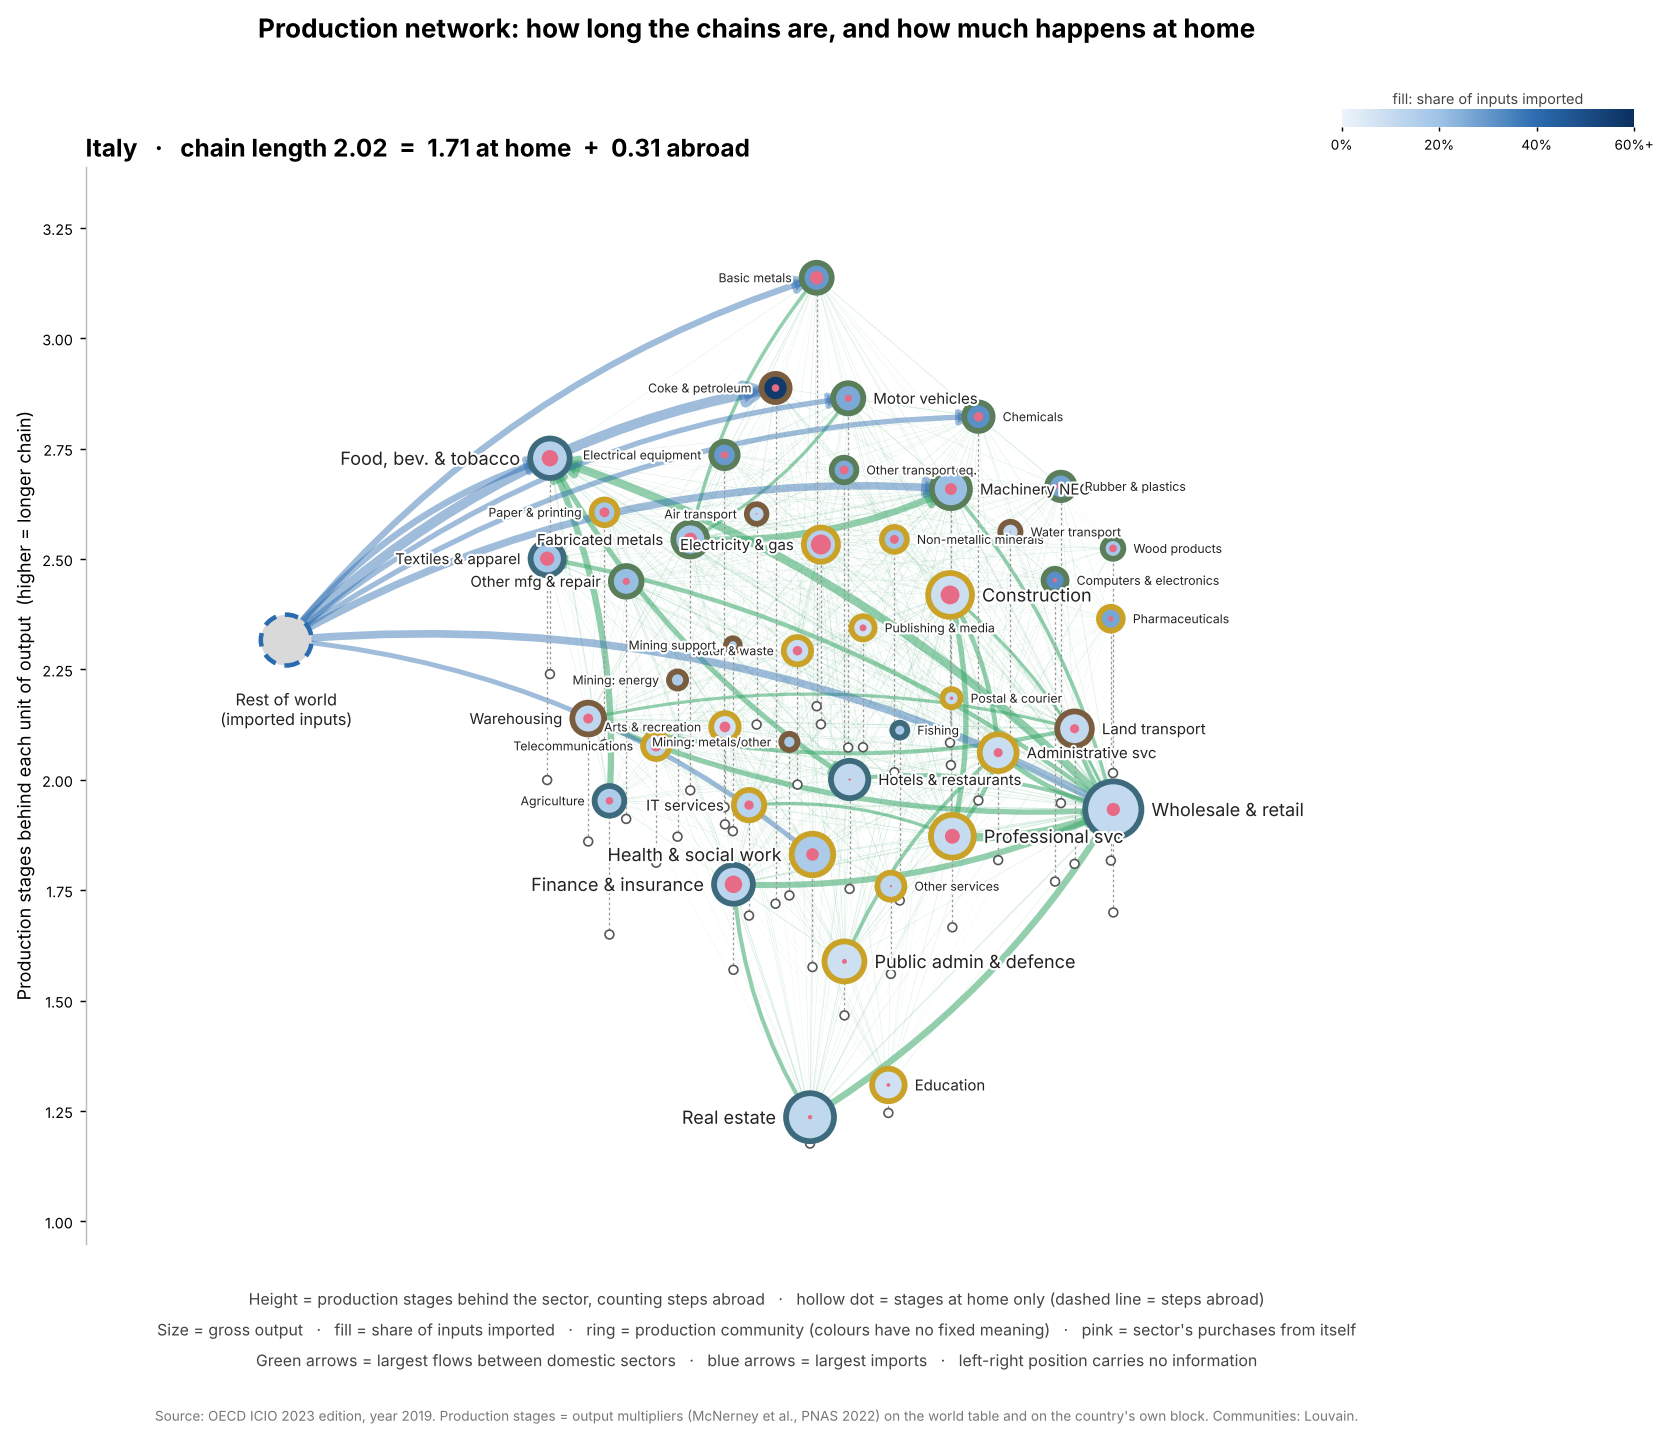 Production network: how long the chains are, and how much happens at home
fill: share of inputs imported
0% 20% 40% 60%+
Italy · chain length 2.02 = 1.71 at home + 0.31 abroad
Production stages behind each unit of output (higher = longer chain)
3.25
3.00
2.75
2.50
2.25
2.00
1.75
1.50
1.25
1.00
Basic metals
Coke & petroleum
Motor vehicles
Chemicals
Food, bev. & tobacco
Electrical equipment
Other transport eq.
Machinery NEC
Rubber & plastics
Paper & printing
Air transport
Fabricated metals
Electricity & gas
Non-metallic minerals
Water transport
Wood products
Textiles & apparel
Other mfg & repair
Computers & electronics
Construction
Pharmaceuticals
Publishing & media
Mining support
Water & waste
Mining: energy
Rest of world
(imported inputs)
Postal & courier
Warehousing
Arts & recreation
Fishing
Land transport
Telecommunications
Mining: metals/other
Administrative svc
Hotels & restaurants
Agriculture
IT services
Wholesale & retail
Professional svc
Health & social work
Finance & insurance
Other services
Public admin & defence
Education
Real estate
Height = production stages behind the sector, counting steps abroad · hollow dot = stages at home only (dashed line = steps abroad)
Size = gross output · fill = share of inputs imported · ring = production community (colours have no fixed meaning) · pink = sector's purchases from itself
Green arrows = largest flows between domestic sectors · blue arrows = largest imports · left-right position carries no information
Source: OECD ICIO 2023 edition, year 2019. Production stages = output multipliers (McNerney et al., PNAS 2022) on the world table and on the country's own block. Communities: Louvain.